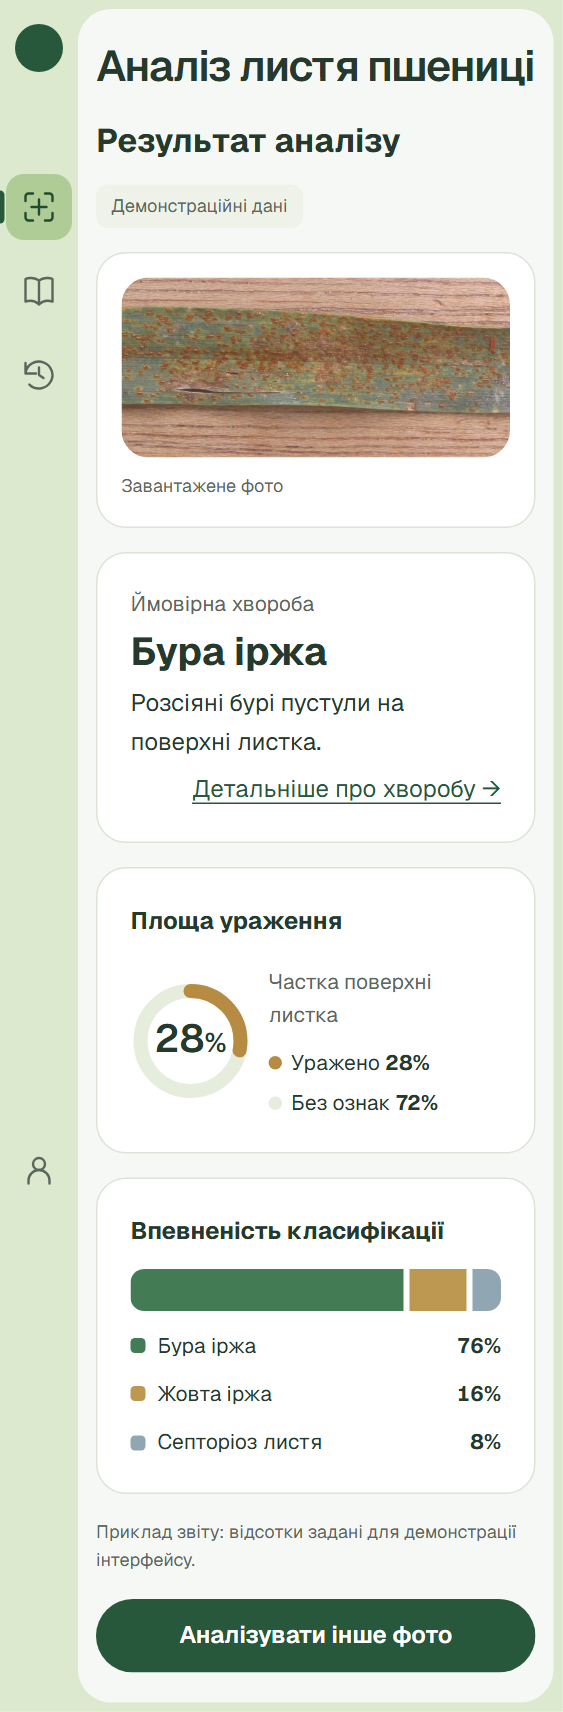 Аналіз листя пшениці
Результат аналізу
Демонстраційні дані
Завантажене фото
Ймовірна хвороба
Бура іржа
Розсіяні бурі пустули на
поверхні листка.
Детальніше про хворобу →
Площа ураження
28%
Частка поверхні
листка
Уражено 28%
Без ознак 72%
Впевненість класифікації
Бура іржа 76%
Жовта іржа 16%
Септоріоз листя 8%
Приклад звіту: відсотки задані для демонстрації
інтерфейсу.
Аналізувати інше фото